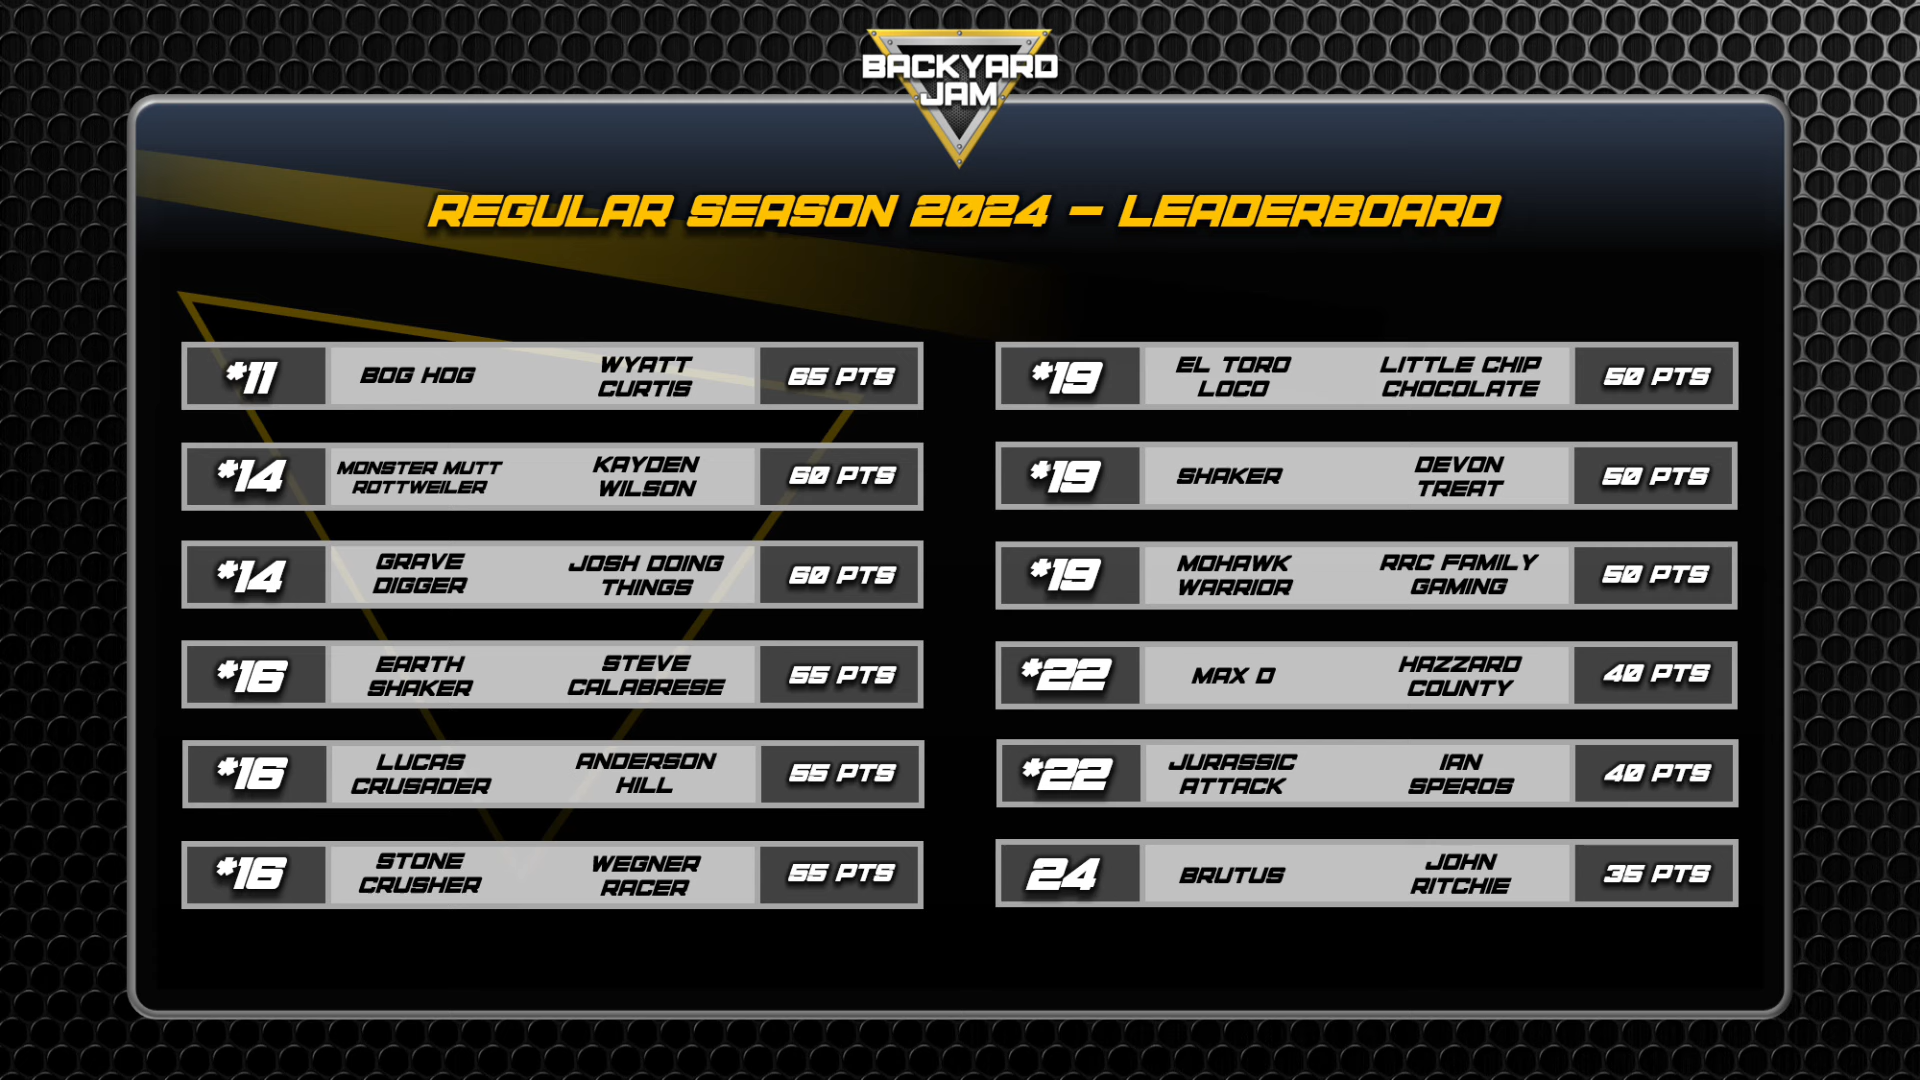 BACKYARD
JAM
REGULAR SEASON 2024 - LEADERBOARD
*11
BOG HOG
WYATT
CURTIS
65 PTS
*14
MONSTER MUTT
ROTTWEILER
KAYDEN
WILSON
60 PTS
*14
GRAVE
DIGGER
JOSH DOING
THINGS
60 PTS
*16
EARTH
SHAKER
STEVE
CALABRESE
55 PTS
*16
LUCAS
CRUSADER
ANDERSON
HILL
55 PTS
*16
STONE
CRUSHER
WEGNER
RACER
55 PTS
*19
EL TORO
LOCO
LITTLE CHIP
CHOCOLATE
50 PTS
*19
SHAKER
DEVON
TREAT
50 PTS
*19
MOHAWK
WARRIOR
RRC FAMILY
GAMING
50 PTS
*22
MAX D
HAZZARD
COUNTY
40 PTS
*22
JURASSIC
ATTACK
IAN
SPEROS
40 PTS
24
BRUTUS
JOHN
RITCHIE
35 PTS